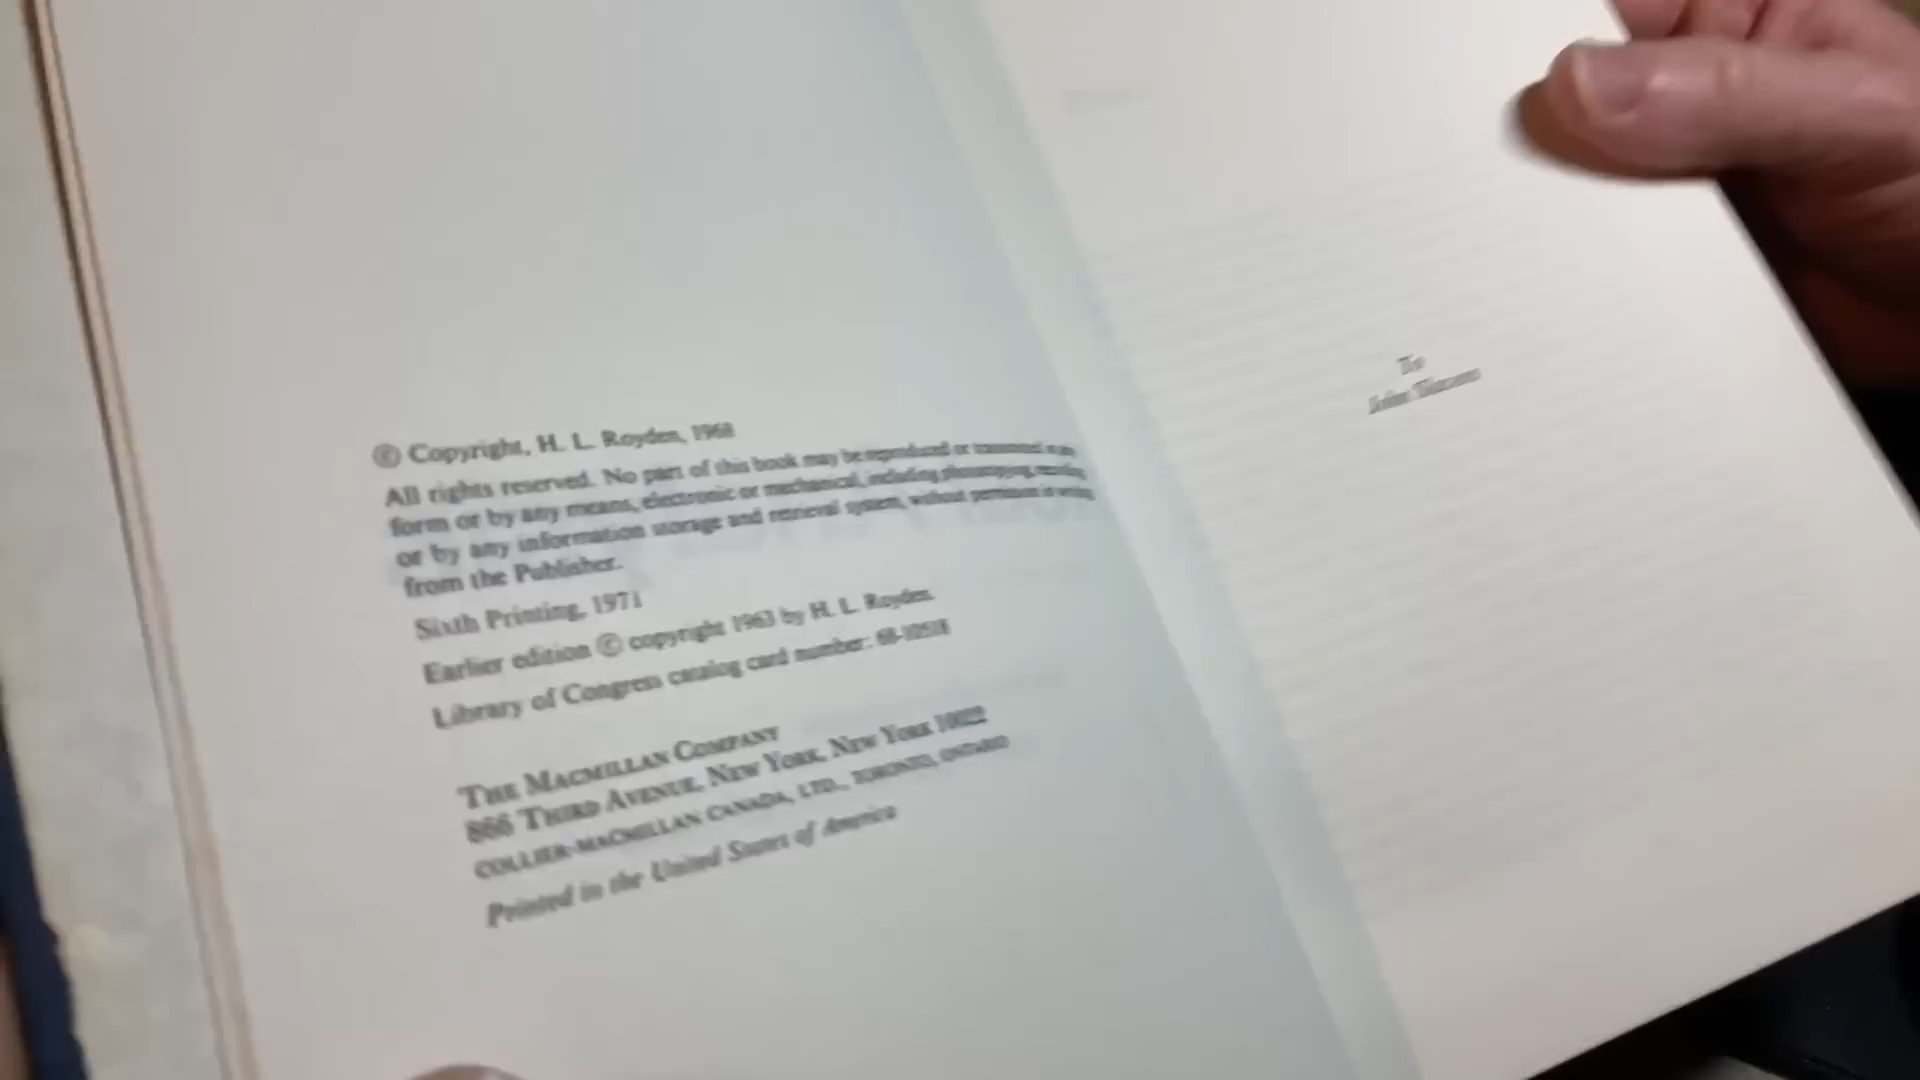 © Copyright, H. L. Royden, 1968
All rights reserved. No part of this book may be reproduced or transmitted in any
form or by any means, electronic or mechanical, including photocopying, recording
or by any information storage and retrieval system, without permission in writing
from the Publisher.
Sixth Printing, 1971
Earlier edition © copyright 1963 by H. L. Royden.
Library of Congress catalog card number: 68-10518
THE MACMILLAN COMPANY
866 THIRD AVENUE, NEW YORK, NEW YORK 10022
COLLIER-MACMILLAN CANADA, LTD., TORONTO, ONTARIO
Printed in the United States of America
To
John